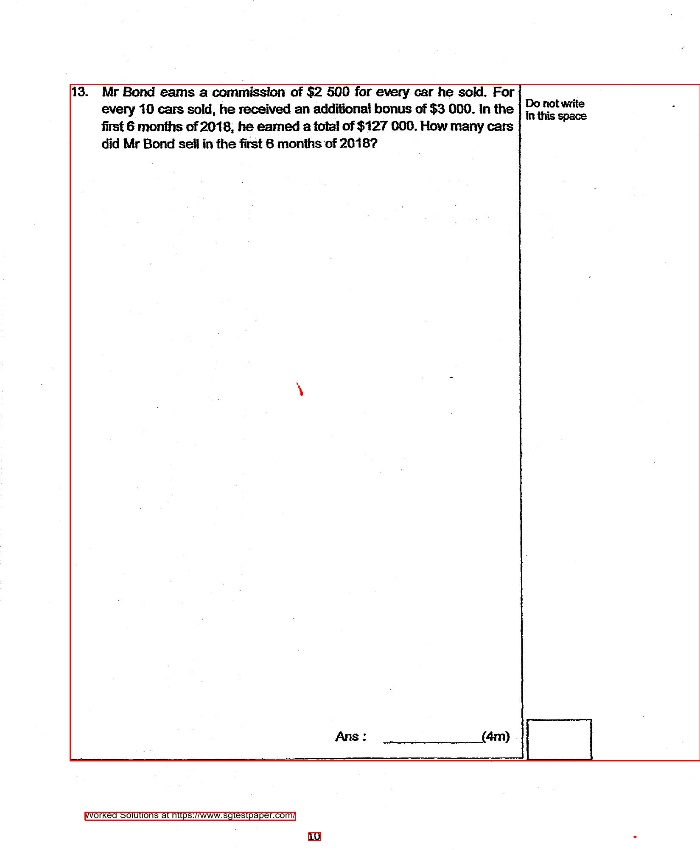 13. Mr Bond earns a commission of $2 500 for every car he sold. For
every 10 cars sold, he received an additional bonus of $3 000. In the
first 6 months of 2018, he earned a total of $127 000. How many cars
did Mr Bond sell in the first 6 months of 2018?
Do not write
in this space
Ans : ____________(4m)
Worked Solutions at https://www.sgtestpaper.com/
10